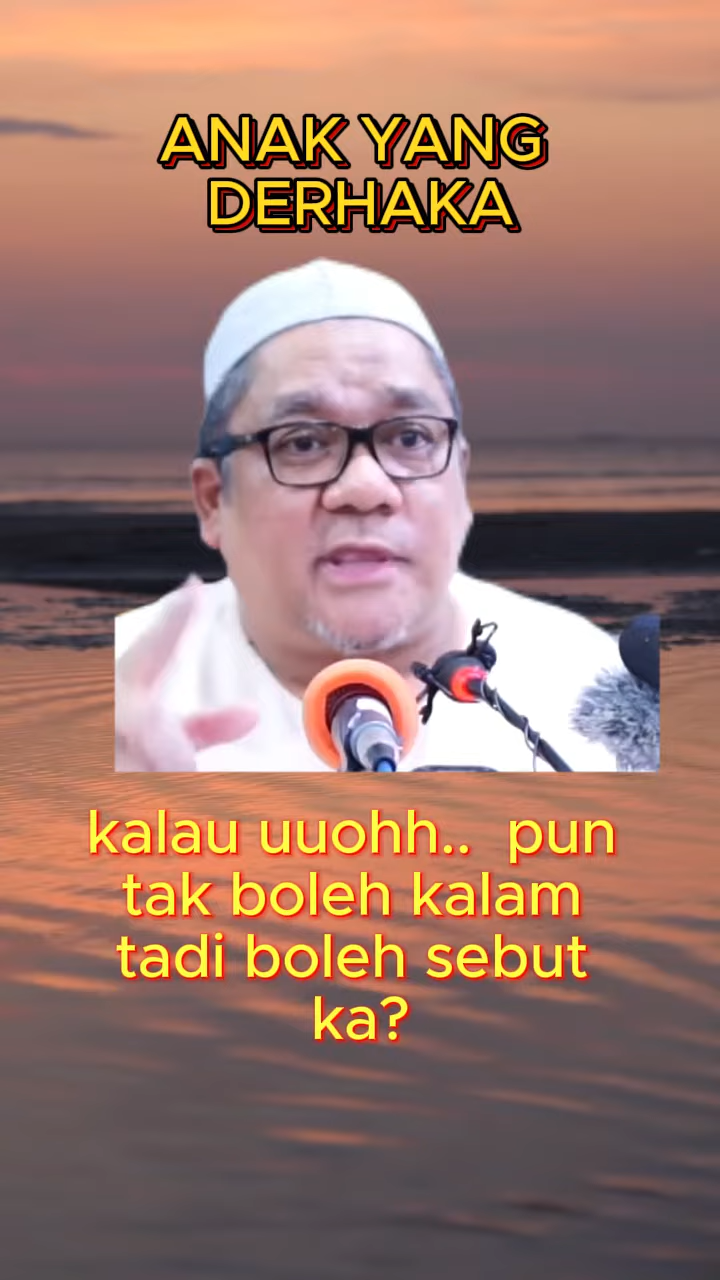 ANAK YANG
DERHAKA
kalau uuohh..  pun
tak boleh kalam
tadi boleh sebut
ka?